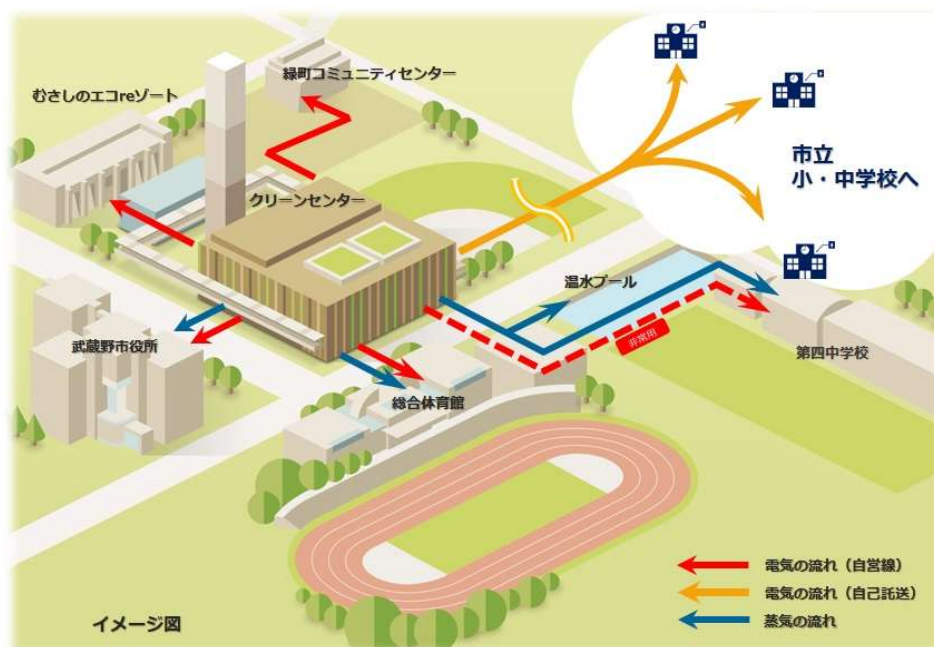 緑町コミュニティセンター
むさしのエコreゾート
市立
小・中学校へ
クリーンセンター
温水プール
非常用
武蔵野市役所
第四中学校
総合体育館
電気の流れ（自営線）
電気の流れ（自己託送）
蒸気の流れ
イメージ図